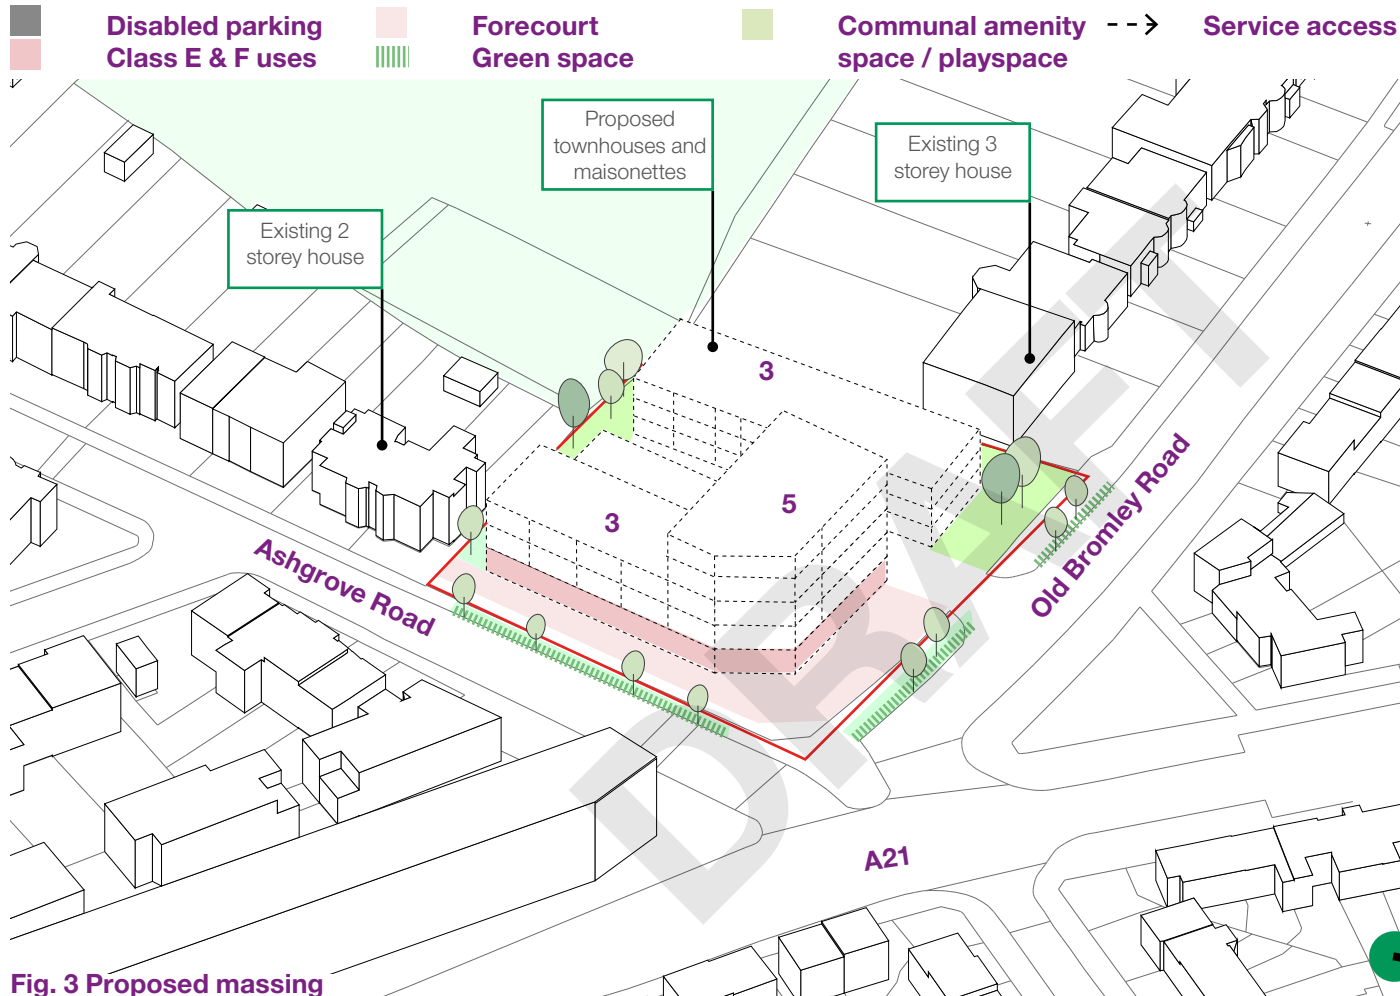 Disabled parking
Class E & F uses
Forecourt
Green space
Communal amenity
space / playspace
Service access
Proposed
townhouses and
maisonettes
Existing 3
storey house
Existing 2
storey house
3
5
3
Ashgrove Road
Old Bromley Road
A21
DRAFT
Fig. 3 Proposed massing